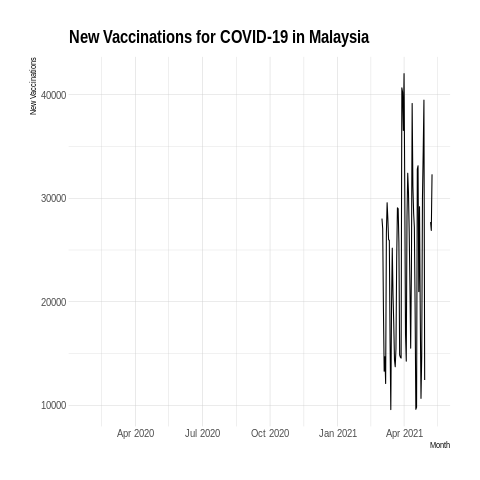 New Vaccinations for COVID-19 in Malaysia
New Vaccinations
40000
30000
20000
10000
Apr 2020 Jul 2020 Oct 2020 Jan 2021 Apr 2021
Month